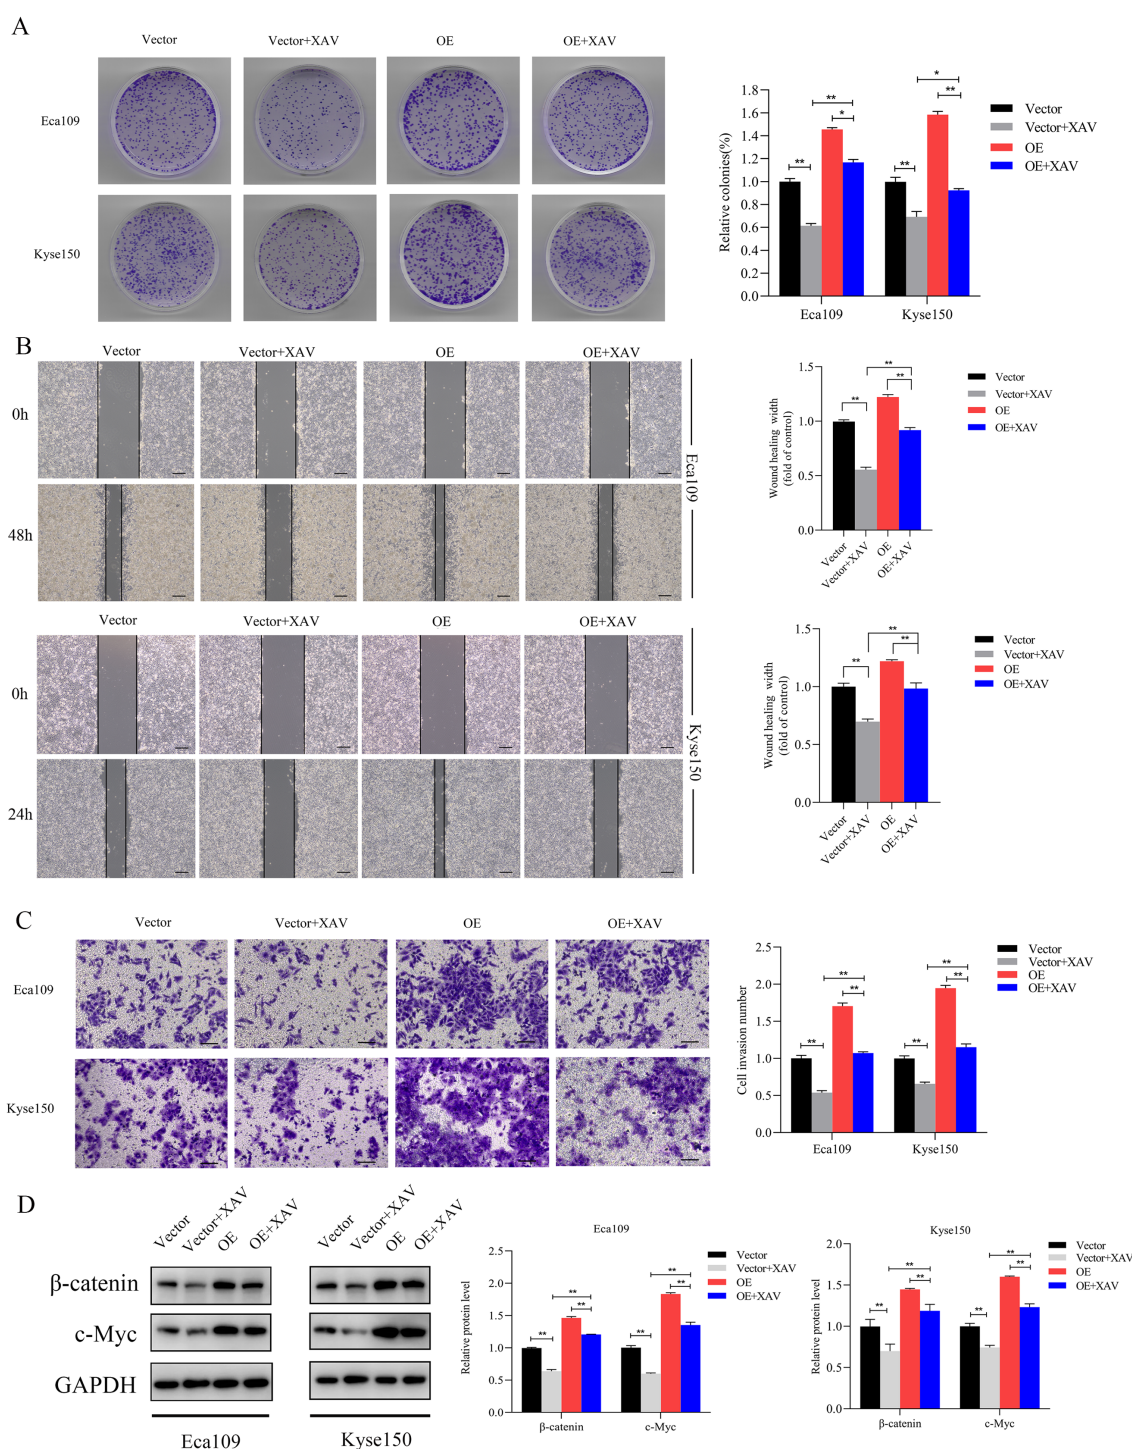 A
Vector
Vector+XAV
OE
OE+XAV
Eca109
Kyse150
Relative colonies(%)
1.8
1.6
1.4
1.2
1.0
0.8
0.6
0.4
0.2
0.0
**
**
*
**
*
**
Eca109
Kyse150
Vector
Vector+XAV
OE
OE+XAV
B
Vector
Vector+XAV
OE
OE+XAV
0h
48h
Eca109
Wound healing width
(fold of control)
1.5
1.0
0.5
0.0
**
**
**
Vector
Vector+XAV
OE
OE+XAV
Vector
Vector+XAV
OE
OE+XAV
Vector
Vector+XAV
OE
OE+XAV
0h
24h
Kyse150
Wound healing width
(fold of control)
1.5
1.0
0.5
0.0
**
**
**
Vector
Vector+XAV
OE
OE+XAV
Vector
Vector+XAV
OE
OE+XAV
C
Vector
Vector+XAV
OE
OE+XAV
Eca109
Kyse150
Cell invasion number
2.5
2.0
1.5
1.0
0.5
0.0
**
**
**
**
**
**
Eca109
Kyse150
Vector
Vector+XAV
OE
OE+XAV
D
Vector
Vector+XAV
OE
OE+XAV
Vector
Vector+XAV
OE
OE+XAV
β-catenin
c-Myc
GAPDH
Eca109
Kyse150
Eca109
Relative protein level
2.5
2.0
1.5
1.0
0.5
0.0
**
**
**
**
**
**
β-catenin
c-Myc
Vector
Vector+XAV
OE
OE+XAV
Kyse150
Relative protein level
2.0
1.5
1.0
0.5
0.0
**
**
**
**
**
**
β-catenin
c-Myc
Vector
Vector+XAV
OE
OE+XAV